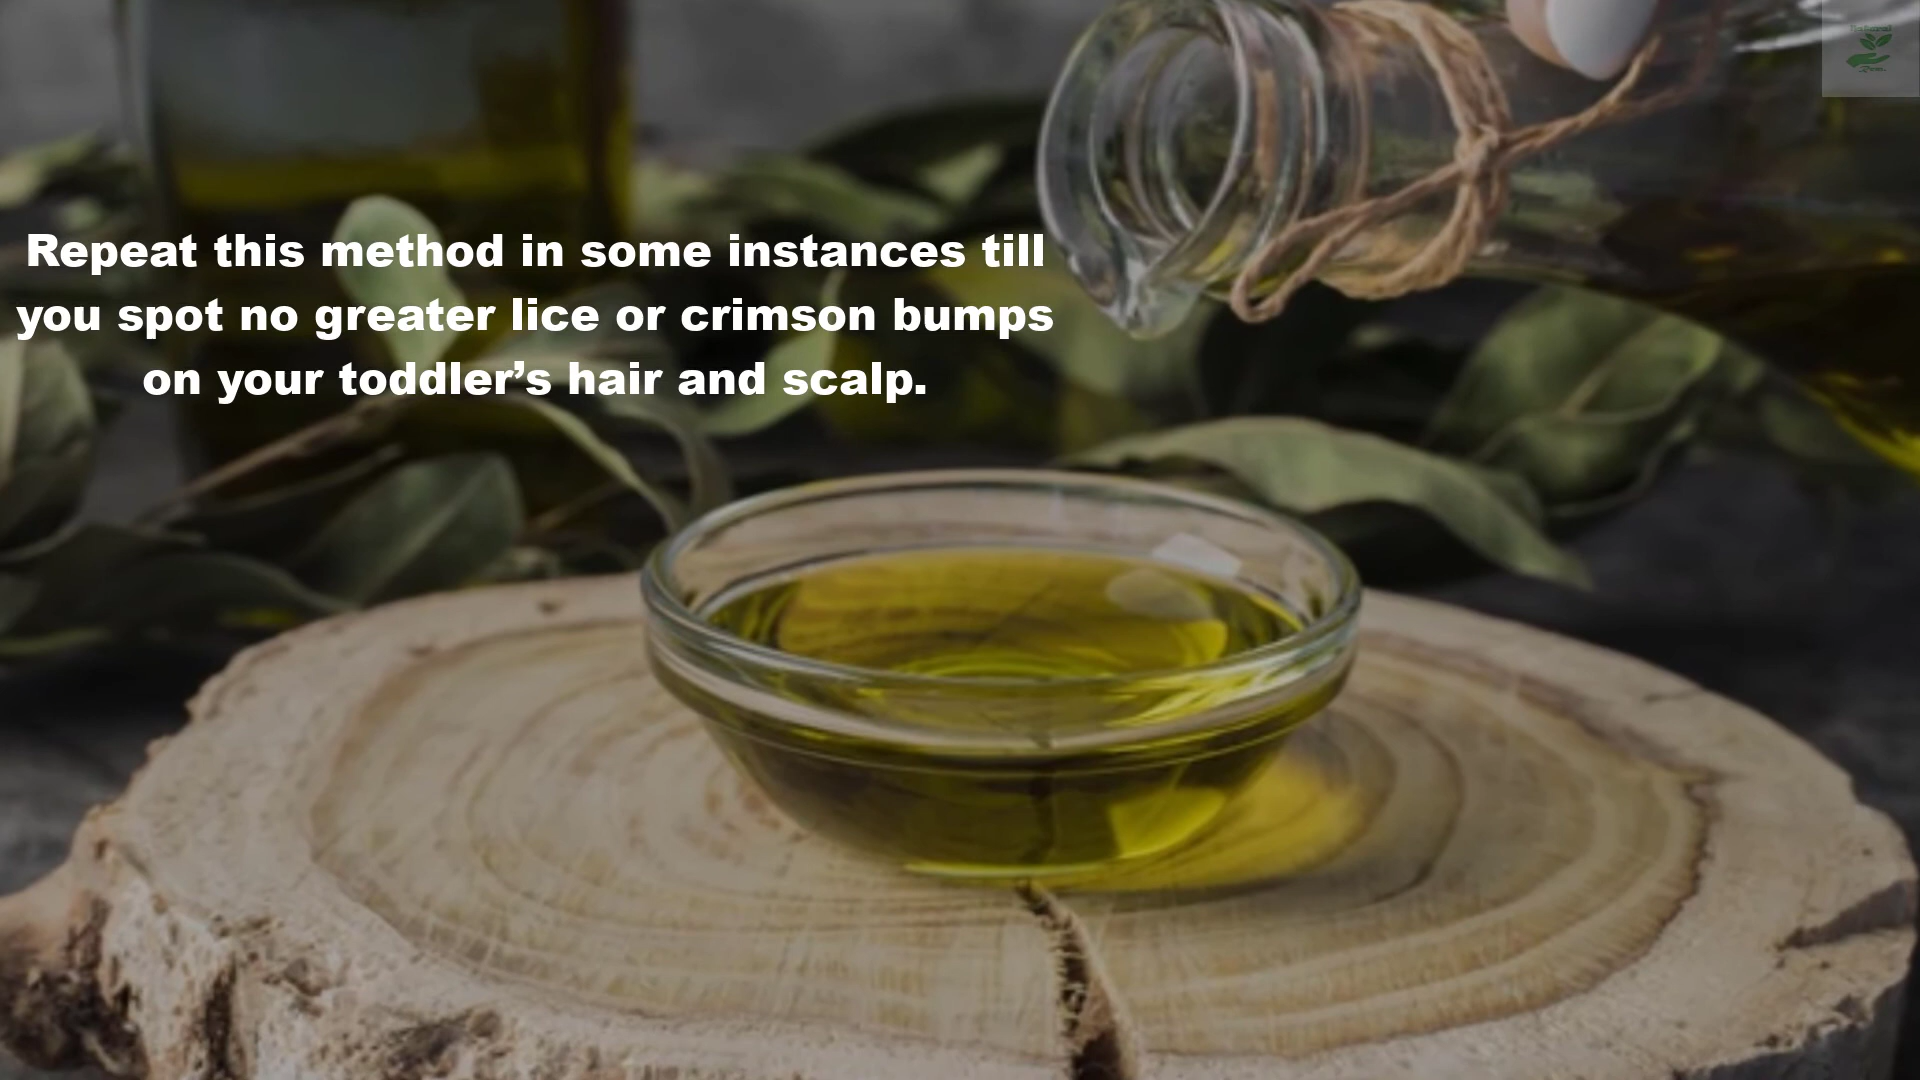 Repeat this method in some instances till
you spot no greater lice or crimson bumps
on your toddler’s hair and scalp.